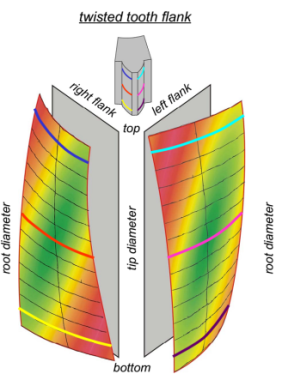 twisted tooth flank
right flank
left flank
top
root diameter
tip diameter
root diameter
bottom